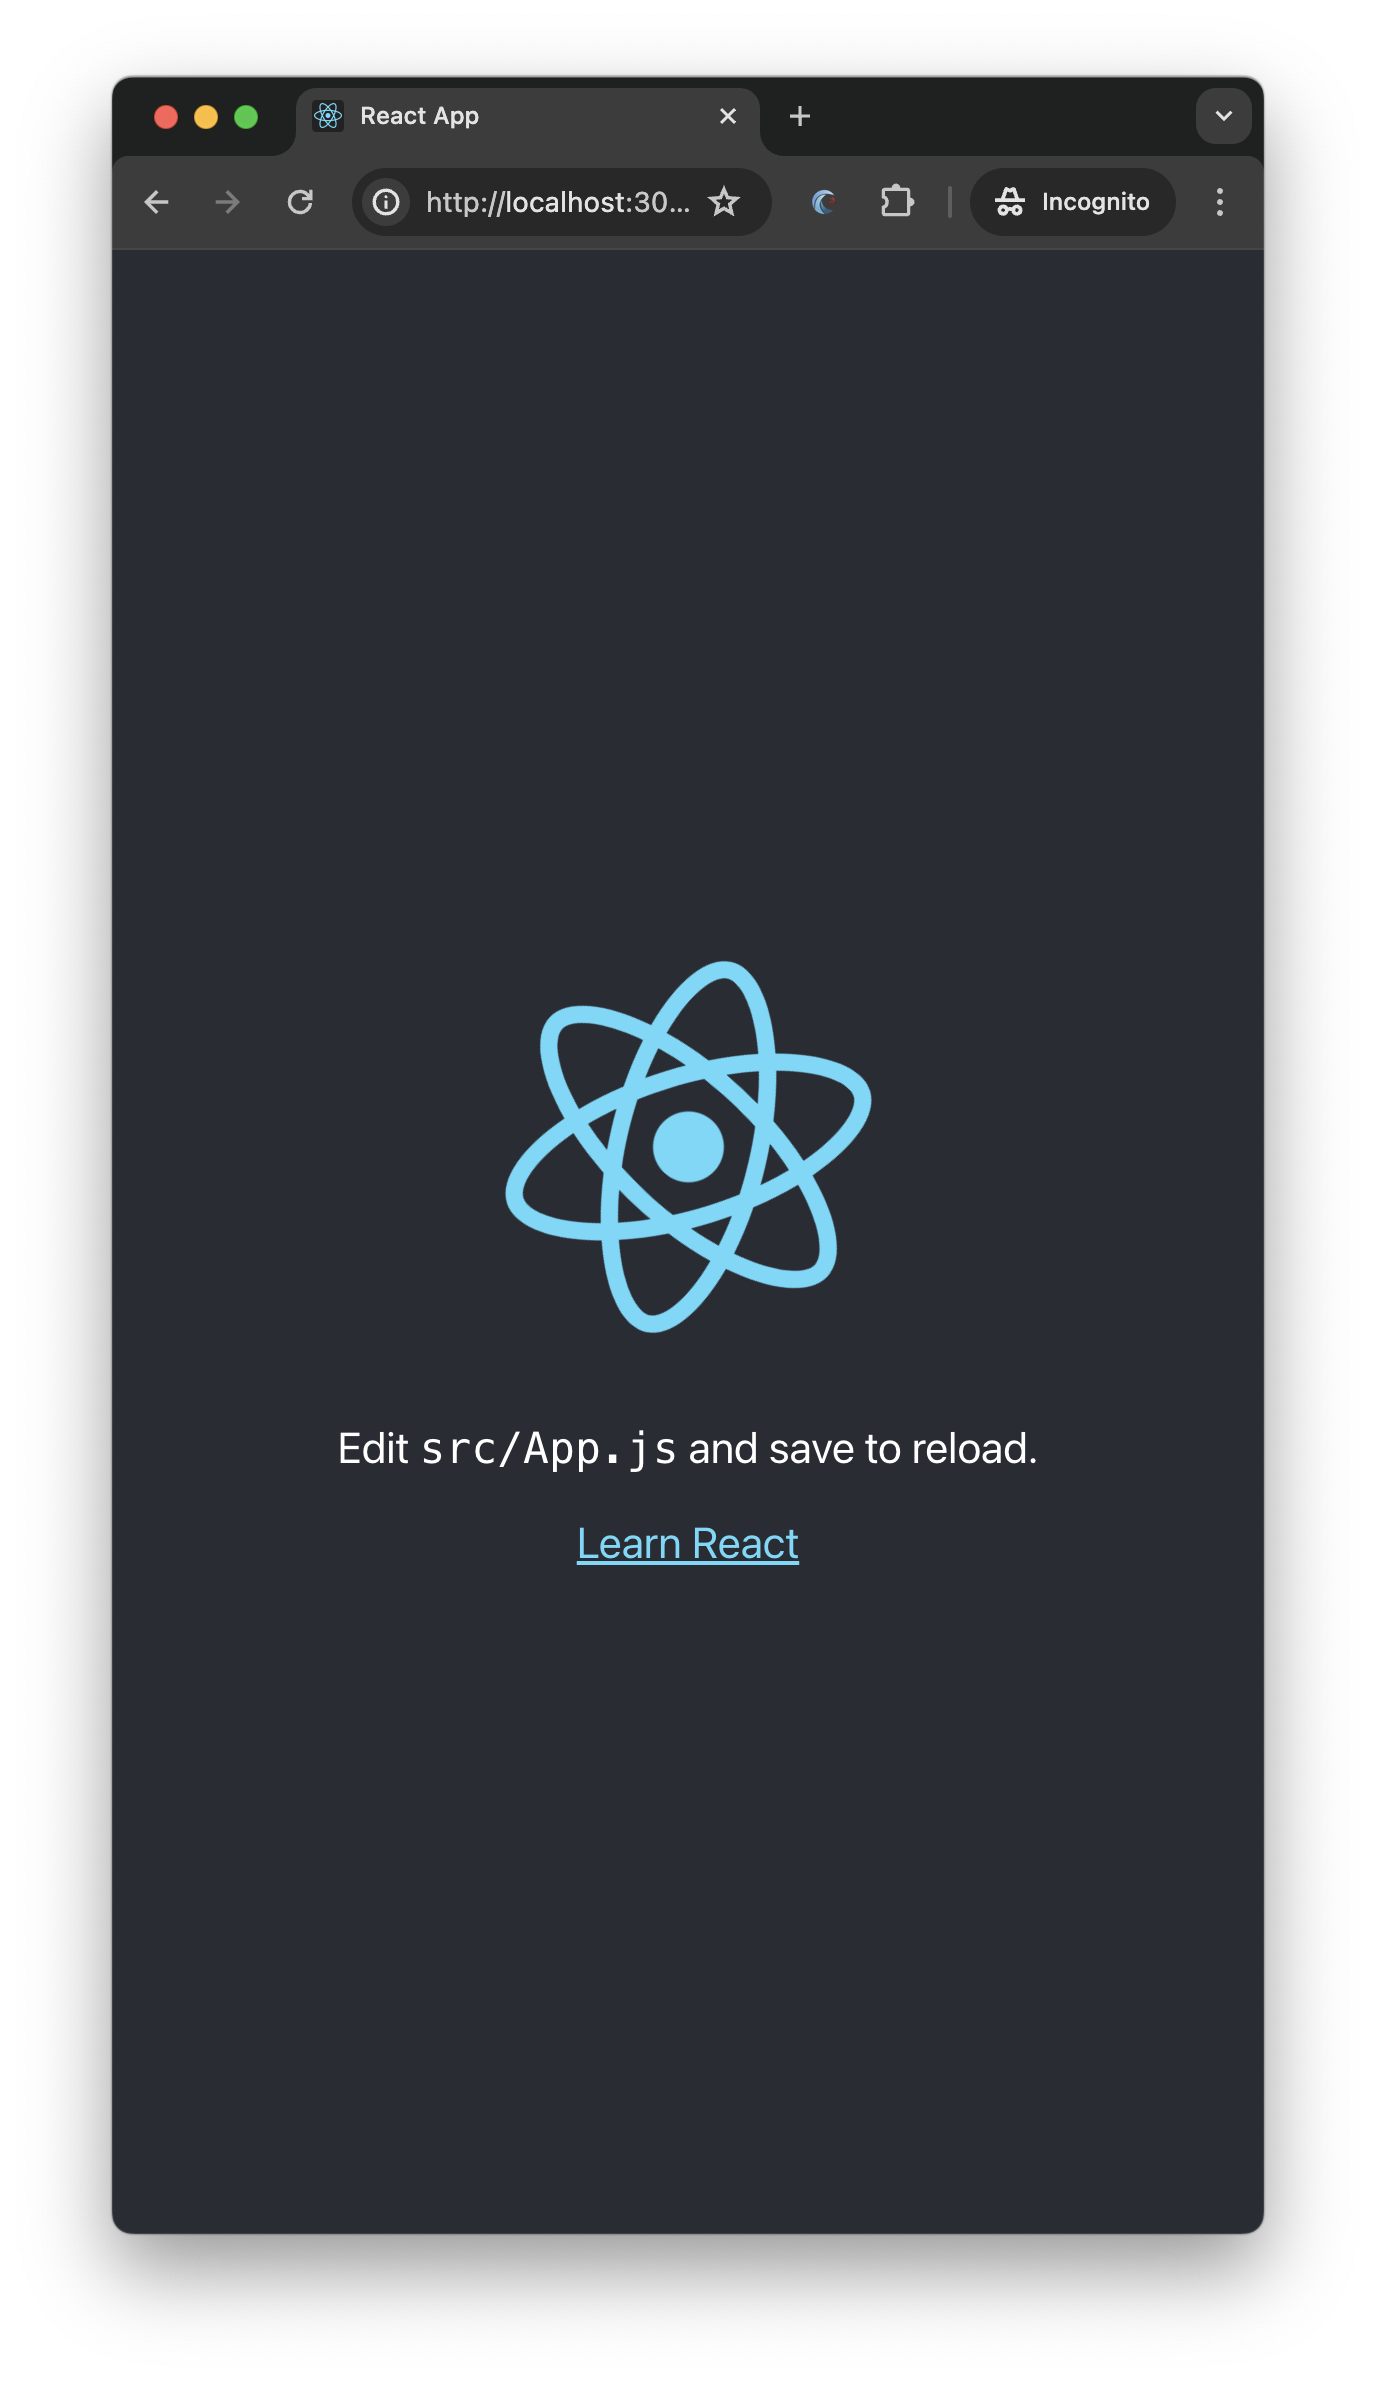 React App
http://localhost:30...
Incognito
Edit src/App.js and save to reload.
Learn React